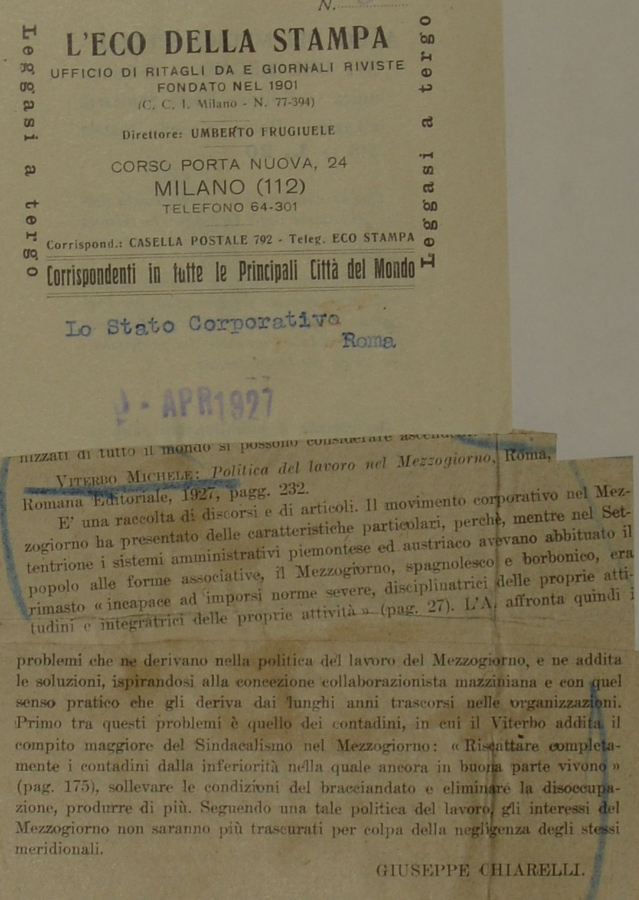 N.
Leggasi a tergo
L'ECO DELLA STAMPA
UFFICIO DI RITAGLI DA E GIORNALI RIVISTE
FONDATO NEL 1901
(C. C. I. Milano - N. 77-394)
Direttore: UMBERTO FRUGIUELE
CORSO PORTA NUOVA, 24
MILANO (112)
TELEFONO 64-301
Corrispond.: CASELLA POSTALE 792 - Teleg. ECO STAMPA
Corrispondenti in tutte le Principali Città del Mondo
Leggasi a tergo
Lo Stato Corporativo
Roma
APR 1927
nizzati di tutto il mondo si possono considerare
VITERBO MICHELE: Politica del lavoro nel Mezzogiorno, Roma,
Romana Editoriale, 1927, pagg. 232.
E' una raccolta di discorsi e di articoli. Il movimento corporativo nel Mez-
zogiorno ha presentato delle caratteristiche particolari, perchè, mentre nel Set-
tentrione i sistemi amministrativi piemontese ed austriaco avevano abbituato il
popolo alle forme associative, il Mezzogiorno, spagnolesco e borbonico, era
rimasto « incapace ad imporsi norme severe, disciplinatrici delle proprie atti-
tudini e integratrici delle proprie attività » (pag. 27). L'A. affronta quindi i
problemi che ne derivano nella politica del lavoro del Mezzogiorno, e ne addita
le soluzioni, ispirandosi alla concezione collaborazionista mazziniana e con quel
senso pratico che gli deriva dai lunghi anni trascorsi nelle organizzazioni.
Primo tra questi problemi è quello dei contadini, in cui il Viterbo addita il
compito maggiore del Sindacalismo nel Mezzogiorno: « Riscattare completa-
mente i contadini dalla inferiorità nella quale ancora in buona parte vivono »
(pag. 175), sollevare le condizioni del bracciandato e eliminare la disoccupa-
zione, produrre di più. Seguendo una tale politica del lavoro, gli interessi del
Mezzogiorno non saranno più trascurati per colpa della negligenza degli stessi
meridionali.
GIUSEPPE CHIARELLI.